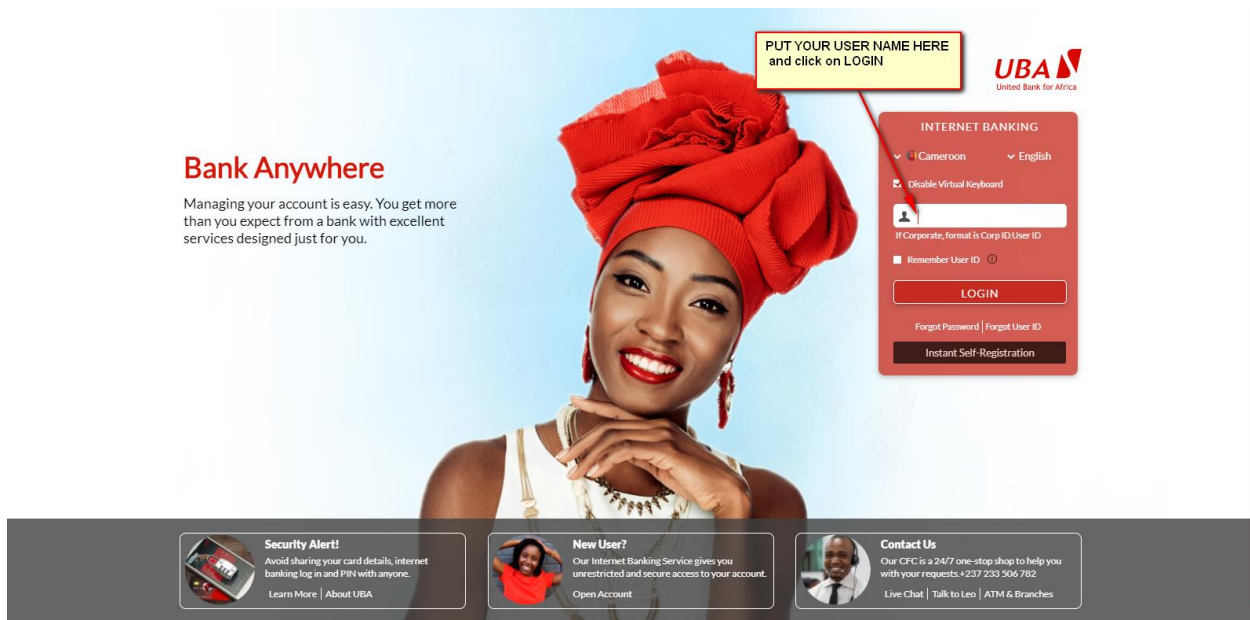 PUT YOUR USER NAME HERE
and click on LOGIN
UBA
United Bank for Africa
Bank Anywhere
Managing your account is easy. You get more
than you expect from a bank with excellent
services designed just for you.
INTERNET BANKING
Cameroon
English
Disable Virtual Keyboard
If Corporate, format is Corp ID.User ID
Remember User ID
LOGIN
Forgot Password | Forgot User ID
Instant Self-Registration
Security Alert!
Avoid sharing your card details, internet
banking log in and PIN with anyone.
Learn More | About UBA
New User?
Our Internet Banking Service gives you
unrestricted and secure access to your account.
Open Account
Contact Us
Our CFC is a 24/7 one-stop shop to help you
with your requests.+237 233 506 782
Live Chat | Talk to Leo | ATM & Branches